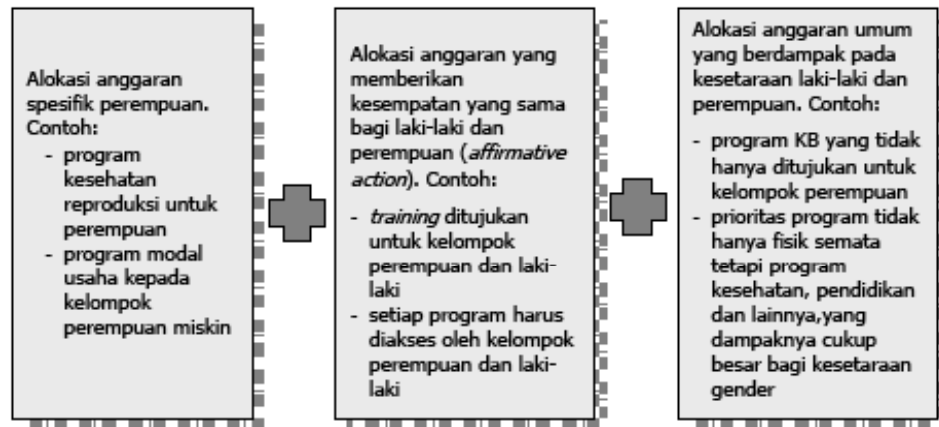 Alokasi anggaran
spesifik perempuan.
Contoh:
- program
kesehatan
reproduksi untuk
perempuan
- program modal
usaha kepada
kelompok
perempuan miskin
Alokasi anggaran yang
memberikan
kesempatan yang sama
bagi laki-laki dan
perempuan (affirmative
action). Contoh:
- training ditujukan
untuk kelompok
perempuan dan laki-
laki
- setiap program harus
diakses oleh kelompok
perempuan dan laki-
laki
Alokasi anggaran umum
yang berdampak pada
kesetaraan laki-laki dan
perempuan. Contoh:
- program KB yang tidak
hanya ditujukan untuk
kelompok perempuan
- prioritas program tidak
hanya fisik semata
tetapi program
kesehatan, pendidikan
dan lainnya,yang
dampaknya cukup
besar bagi kesetaraan
gender